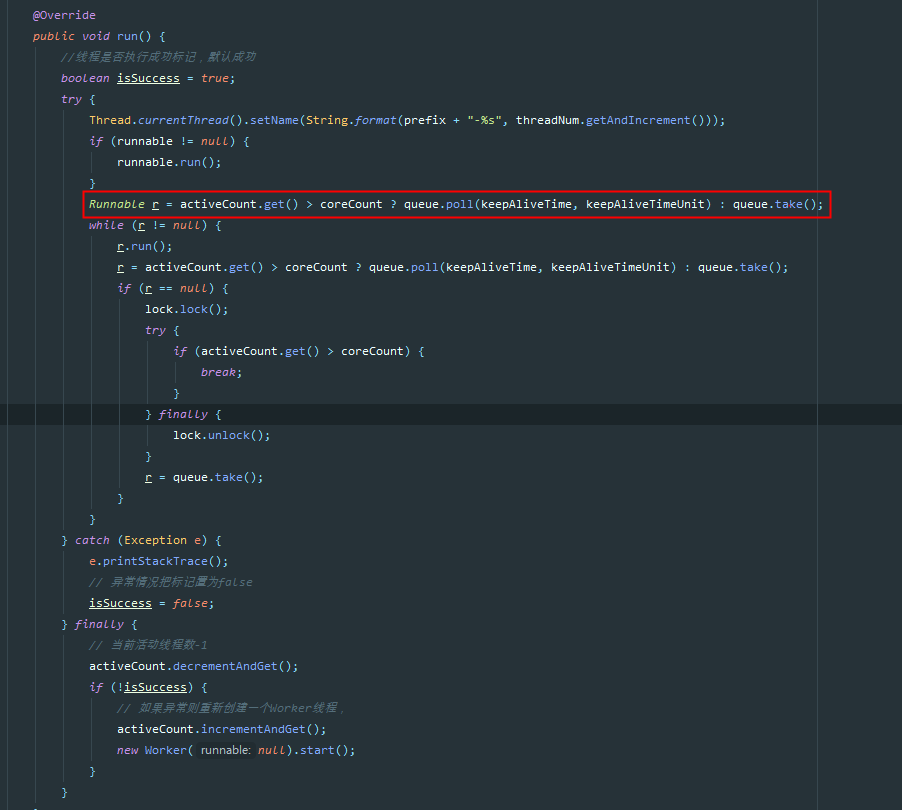 @Override
public void run() {
//线程是否执行成功标记，默认成功
boolean isSuccess = true;
try {
Thread.currentThread().setName(String.format(prefix + "-%s", threadNum.getAndIncrement()));
if (runnable != null) {
runnable.run();
}
Runnable r = activeCount.get() > coreCount ? queue.poll(keepAliveTime, keepAliveTimeUnit) : queue.take();
while (r != null) {
r.run();
r = activeCount.get() > coreCount ? queue.poll(keepAliveTime, keepAliveTimeUnit) : queue.take();
if (r == null) {
lock.lock();
try {
if (activeCount.get() > coreCount) {
break;
}
} finally {
lock.unlock();
}
r = queue.take();
}
}
} catch (Exception e) {
e.printStackTrace();
// 异常情况把标记置为false
isSuccess = false;
} finally {
// 当前活动线程数-1
activeCount.decrementAndGet();
if (!isSuccess) {
// 如果异常则重新创建一个Worker线程，
activeCount.incrementAndGet();
new Worker( runnable: null).start();
}
}